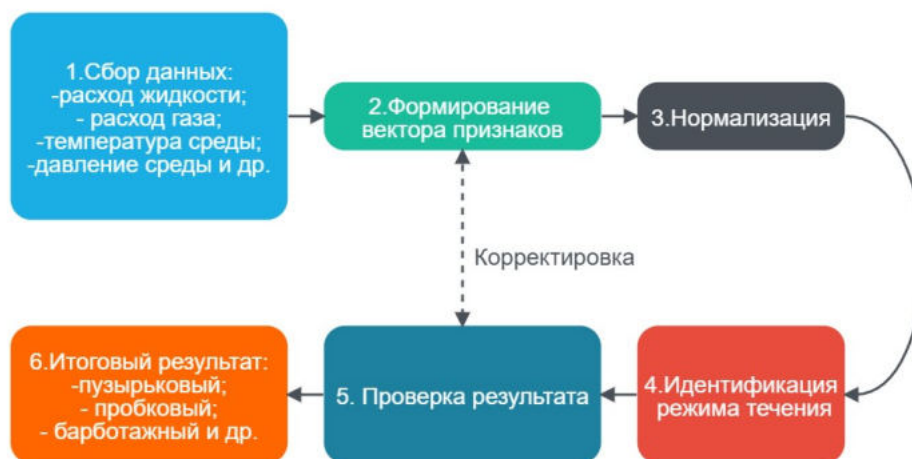 1.Сбор данных:
-расход жидкости;
- расход газа;
-температура среды;
-давление среды и др.
2.Формирование
вектора признаков
3.Нормализация
Корректировка
4.Идентификация
режима течения
5. Проверка результата
6.Итоговый результат:
-пузырьковый;
- пробковый;
- барботажный и др.